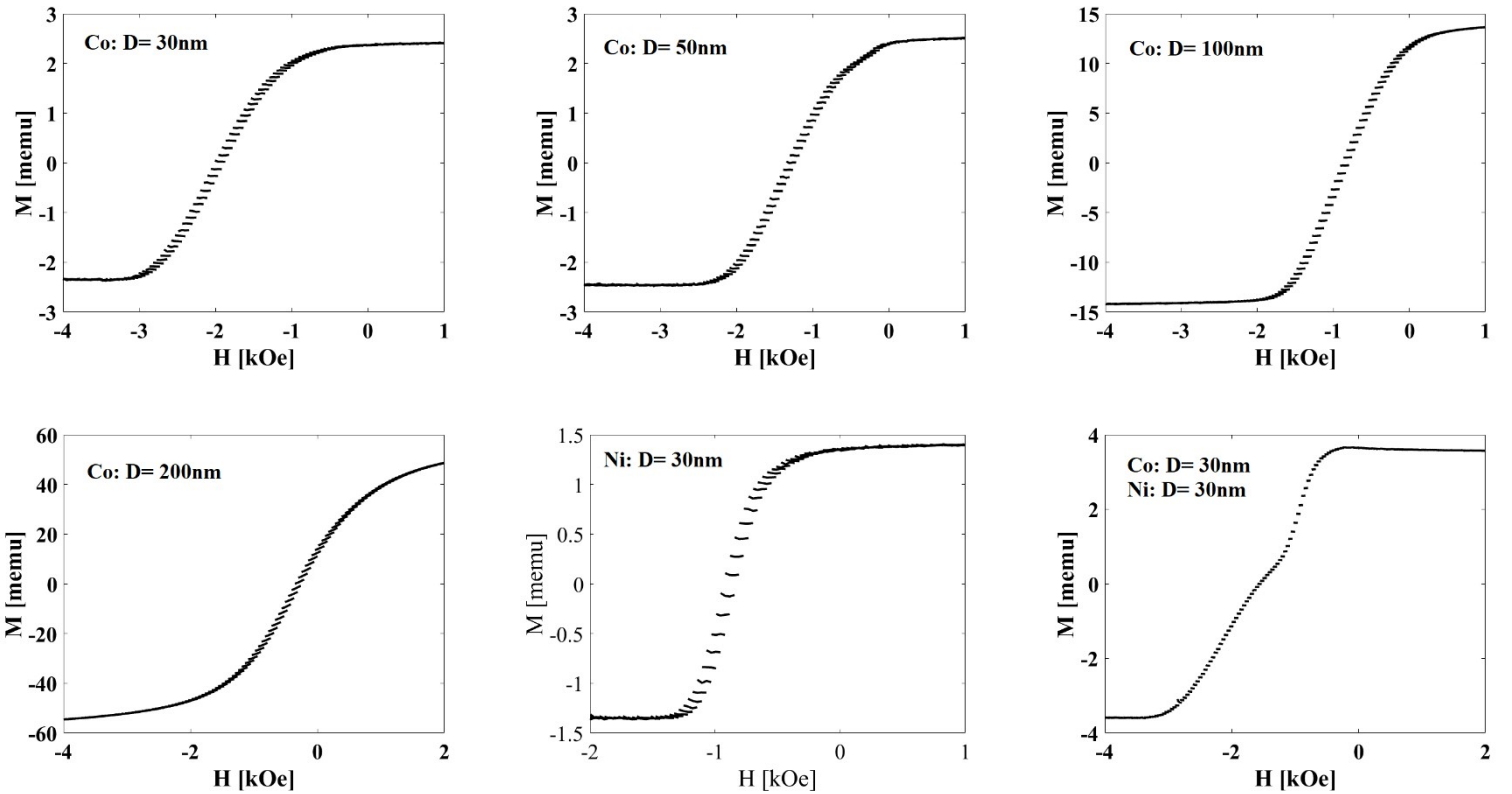 3
2
1
0
-1
-2
-3
M [memu]
Co: D= 30nm
-4 -3 -2 -1 0 1
H [kOe]
3
2
1
0
-1
-2
-3
M [memu]
Co: D= 50nm
-4 -3 -2 -1 0 1
H [kOe]
15
10
5
0
-5
-10
-15
M [memu]
Co: D= 100nm
-4 -3 -2 -1 0 1
H [kOe]
60
40
20
0
-20
-40
-60
M [memu]
Co: D= 200nm
-4 -2 0 2
H [kOe]
1.5
1
0.5
0
-0.5
-1
-1.5
M [memu]
Ni: D= 30nm
-2 -1 0 1
H [kOe]
4
2
0
-2
-4
M [memu]
Co: D= 30nm
Ni: D= 30nm
-4 -2 0 2
H [kOe]